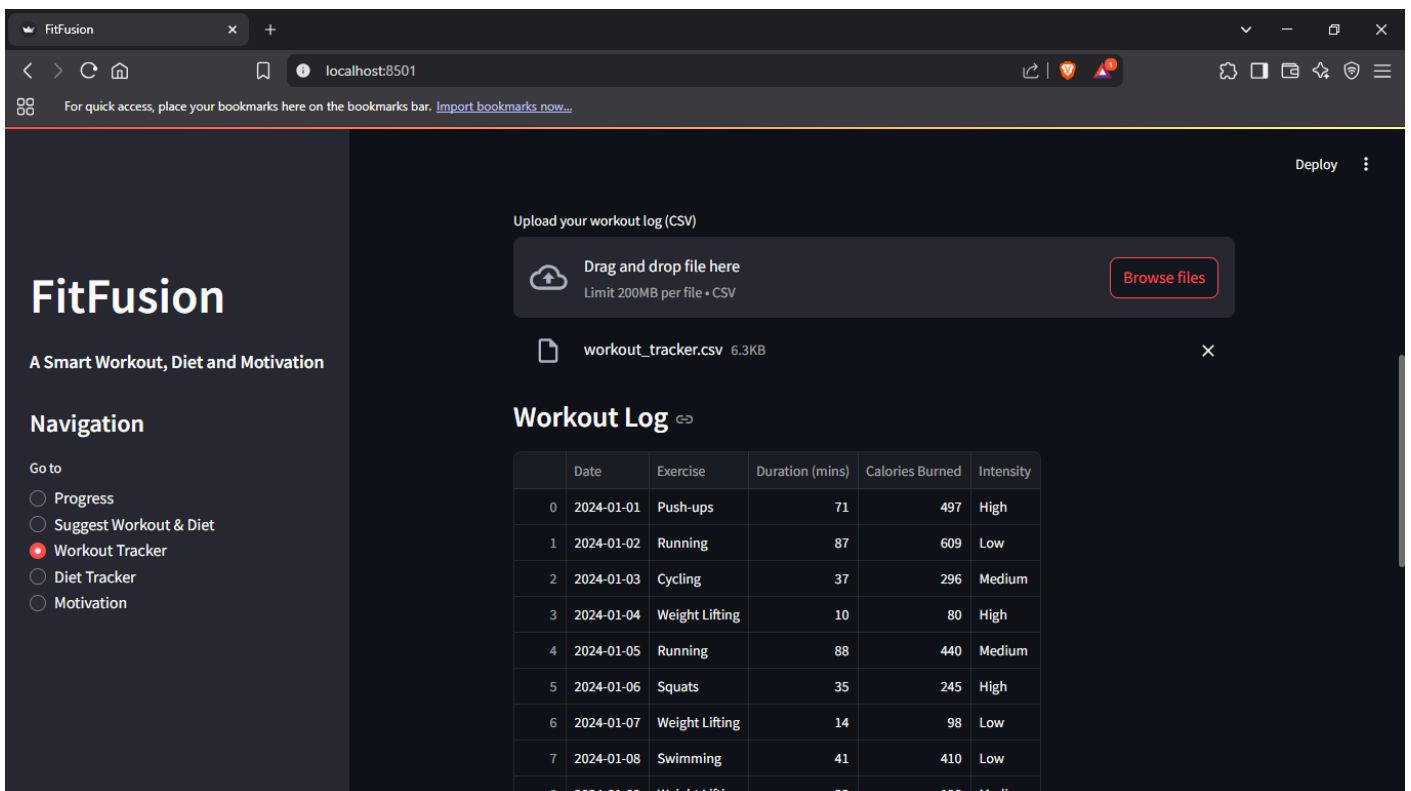 FitFusion
localhost:8501
1
For quick access, place your bookmarks here on the bookmarks bar. Import bookmarks now...
Deploy
FitFusion
A Smart Workout, Diet and Motivation
Navigation
Go to
Progress
Suggest Workout & Diet
Workout Tracker
Diet Tracker
Motivation
Upload your workout log (CSV)
Drag and drop file here
Limit 200MB per file • CSV
Browse files
workout_tracker.csv 6.3KB
Workout Log
Date Exercise Duration (mins) Calories Burned Intensity
0 2024-01-01 Push-ups 71 497 High
1 2024-01-02 Running 87 609 Low
2 2024-01-03 Cycling 37 296 Medium
3 2024-01-04 Weight Lifting 10 80 High
4 2024-01-05 Running 88 440 Medium
5 2024-01-06 Squats 35 245 High
6 2024-01-07 Weight Lifting 14 98 Low
7 2024-01-08 Swimming 41 410 Low